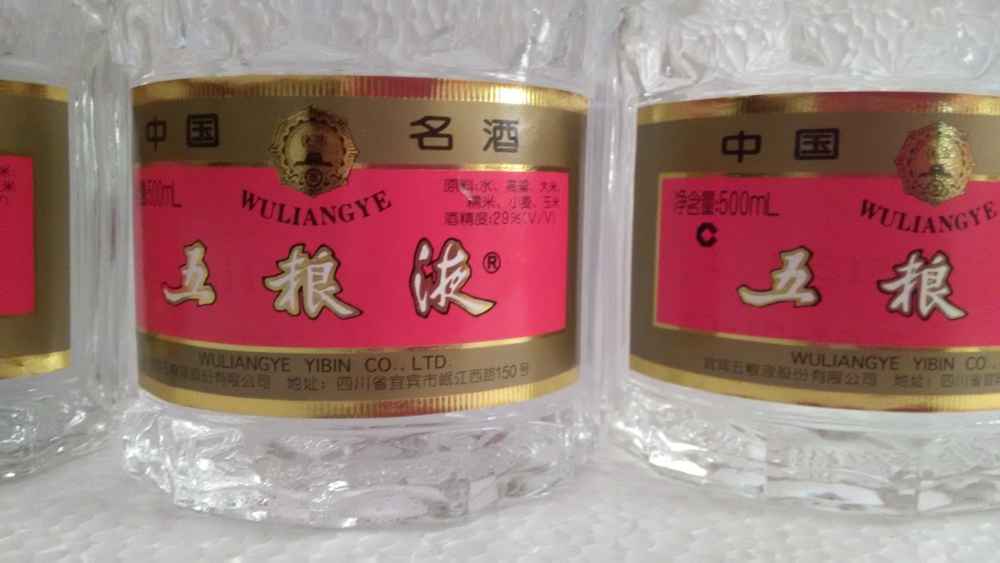 中国 名酒
WULIANGYE
500mL
原料:水、高粱、大米、
糯米、小麦、玉米
酒精度:29%(V/V)
五粮液®
WULIANGYE YIBIN CO., LTD.
五粮液股份有限公司 地址:四川省宜宾市岷江西路150号
中国
净含量:500mL
C
WULIANGYE
五粮
WULIANGYE YIBIN CO., LTD
宜宾五粮液股份有限公司 地址:四川省